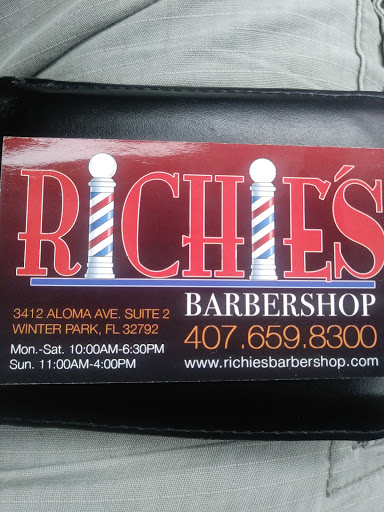 RICHIE'S
BARBERSHOP
3412 ALOMA AVE. SUITE 2
WINTER PARK, FL 32792
407.659.8300
Mon.-Sat. 10:00AM-6:30PM
Sun. 11:00AM-4:00PM
www.richiesbarbershop.com